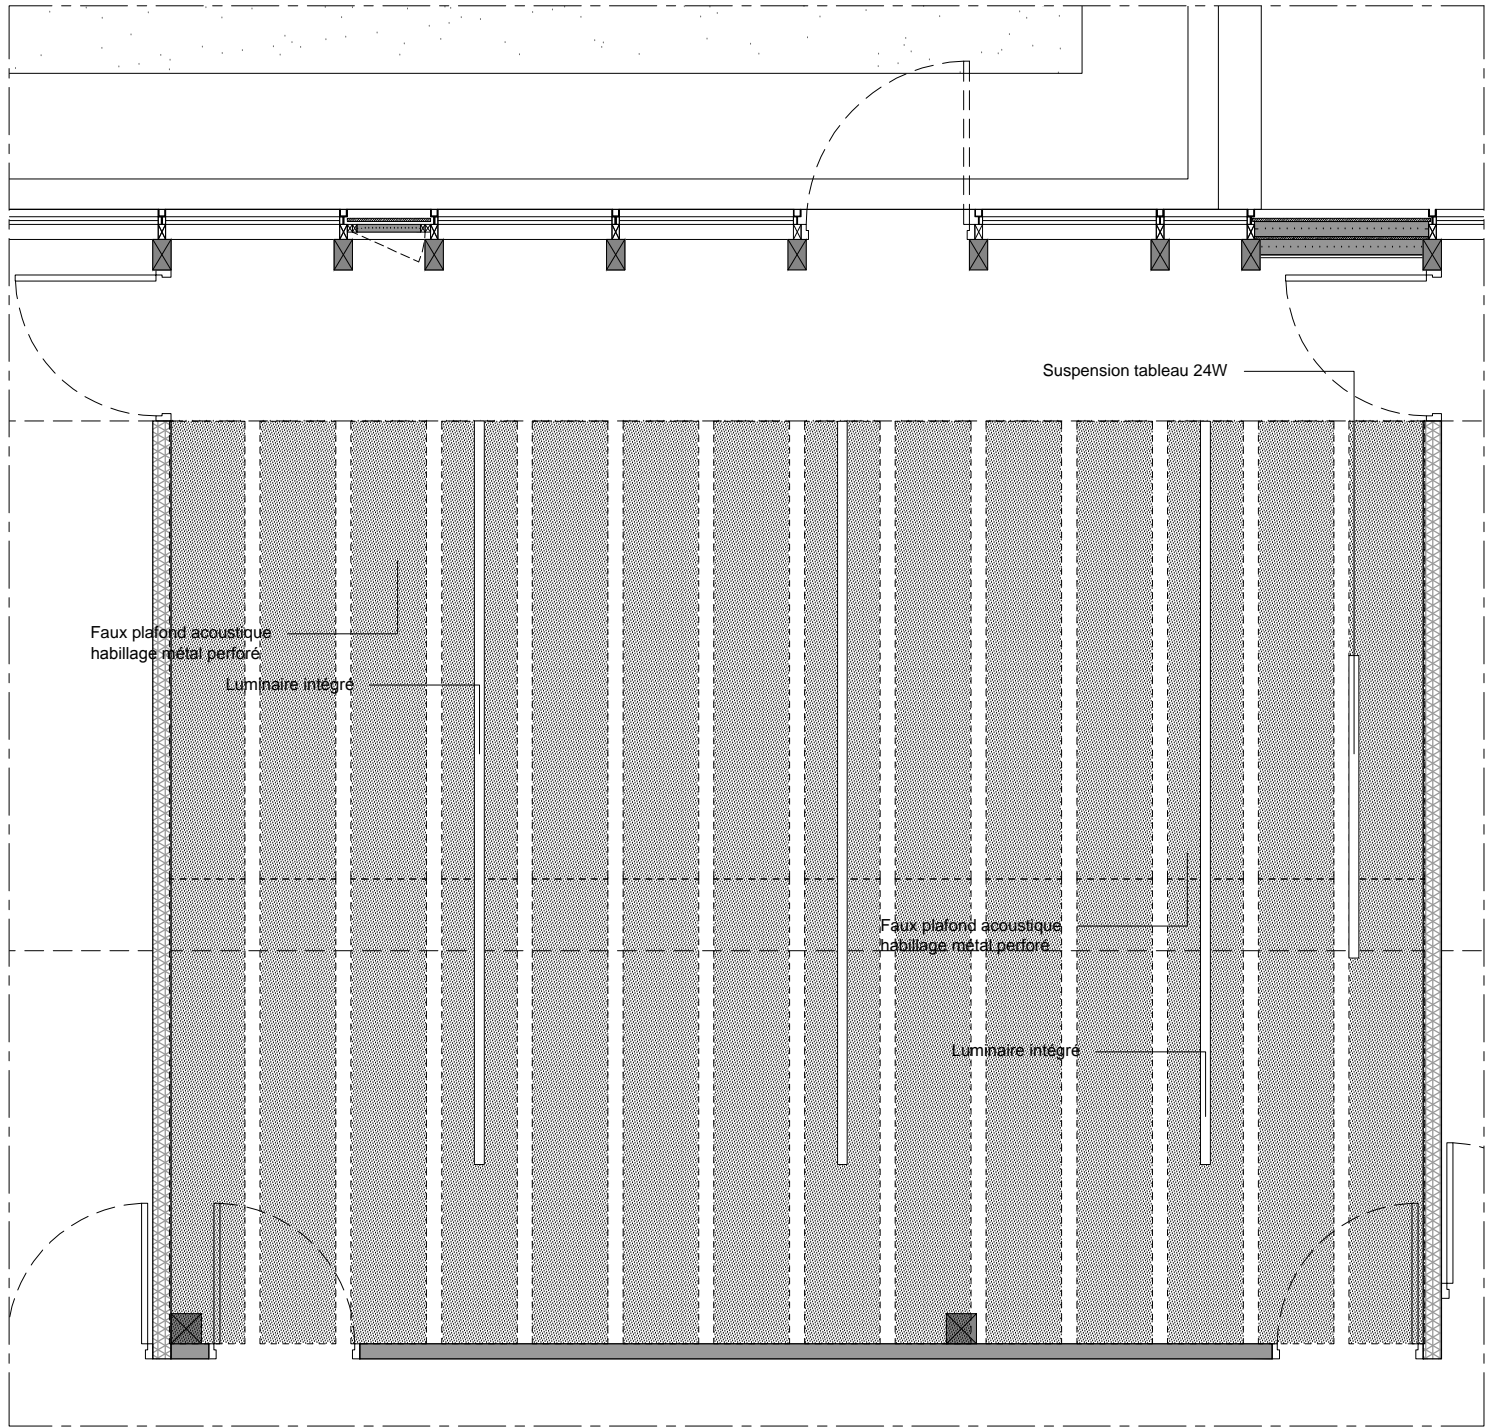 Suspension tableau 24W
Faux plafond acoustique
habillage métal perforé
Luminaire intégré
Faux plafond acoustique
habillage métal perforé
Luminaire intégré